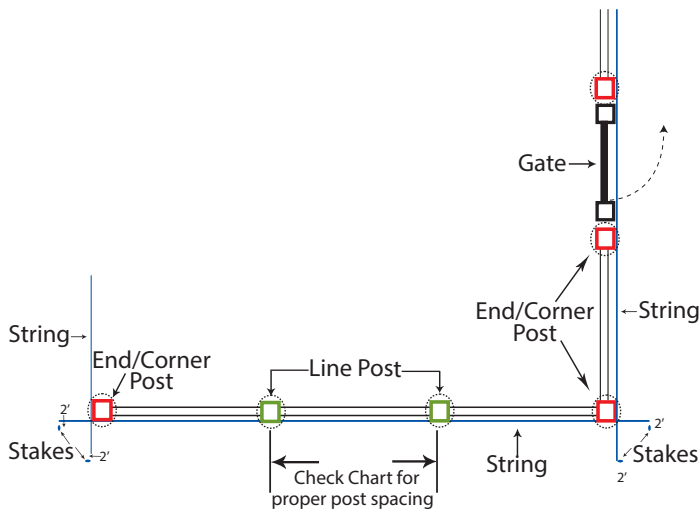 Gate
End/Corner
Post
String
String
End/Corner
Post
Line Post
2'
2'
Stakes
2'
String
Stakes
2'
Check Chart for
proper post spacing